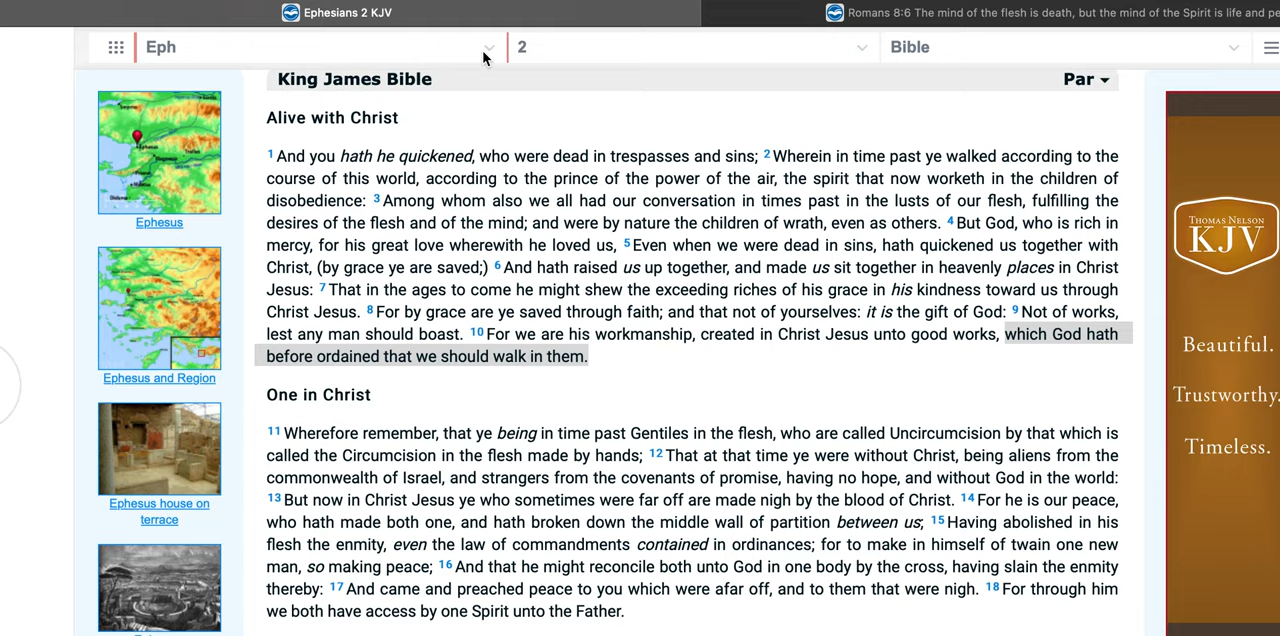 Ephesians 2 KJV
Romans 8:6 The mind of the flesh is death, but the mind of the Spirit is life and pe
Eph
2
Bible
King James Bible
Par
Alive with Christ
1 And you hath he quickened, who were dead in trespasses and sins; 2 Wherein in time past ye walked according to the
course of this world, according to the prince of the power of the air, the spirit that now worketh in the children of
disobedience: 3 Among whom also we all had our conversation in times past in the lusts of our flesh, fulfilling the
desires of the flesh and of the mind; and were by nature the children of wrath, even as others. 4 But God, who is rich in
mercy, for his great love wherewith he loved us, 5 Even when we were dead in sins, hath quickened us together with
Christ, (by grace ye are saved;) 6 And hath raised us up together, and made us sit together in heavenly places in Christ
Jesus: 7 That in the ages to come he might shew the exceeding riches of his grace in his kindness toward us through
Christ Jesus. 8 For by grace are ye saved through faith; and that not of yourselves: it is the gift of God: 9 Not of works,
lest any man should boast. 10 For we are his workmanship, created in Christ Jesus unto good works, which God hath
before ordained that we should walk in them.
One in Christ
11 Wherefore remember, that ye being in time past Gentiles in the flesh, who are called Uncircumcision by that which is
called the Circumcision in the flesh made by hands; 12 That at that time ye were without Christ, being aliens from the
commonwealth of Israel, and strangers from the covenants of promise, having no hope, and without God in the world:
13 But now in Christ Jesus ye who sometimes were far off are made nigh by the blood of Christ. 14 For he is our peace,
who hath made both one, and hath broken down the middle wall of partition between us; 15 Having abolished in his
flesh the enmity, even the law of commandments contained in ordinances; for to make in himself of twain one new
man, so making peace; 16 And that he might reconcile both unto God in one body by the cross, having slain the enmity
thereby: 17 And came and preached peace to you which were afar off, and to them that were nigh. 18 For through him
we both have access by one Spirit unto the Father.
Ephesus
Ephesus and Region
Ephesus house on
terrace
THOMAS NELSON
KJV
Beautiful.
Trustworthy.
Timeless.